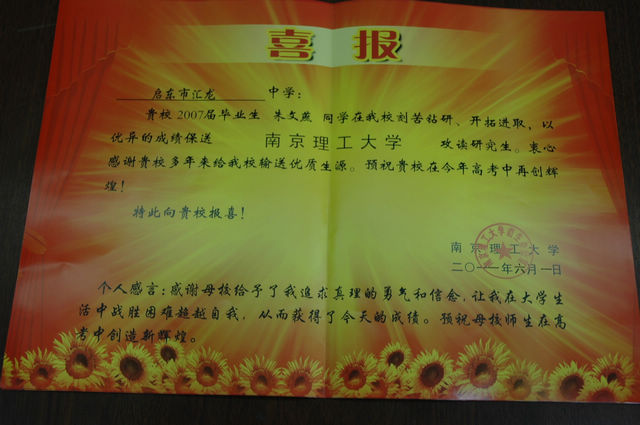 喜报
启东市汇龙 中学：
贵校2007届毕业生 朱文燕 同学在我校刻苦钻研、开拓进取，以
优异的成绩保送 南京理工大学 攻读研究生。衷心
感谢贵校多年来给我校输送优质生源。预祝贵校在今年高考中再创辉
煌！
特此向贵校报喜！
南京理工大学
二〇一一年六月一日
个人感言：感谢母校给予了我追求真理的勇气和信念，让我在大学生
活中战胜困难超越自我，从而获得了今天的成绩。预祝母校师生在高
考中创造新辉煌。